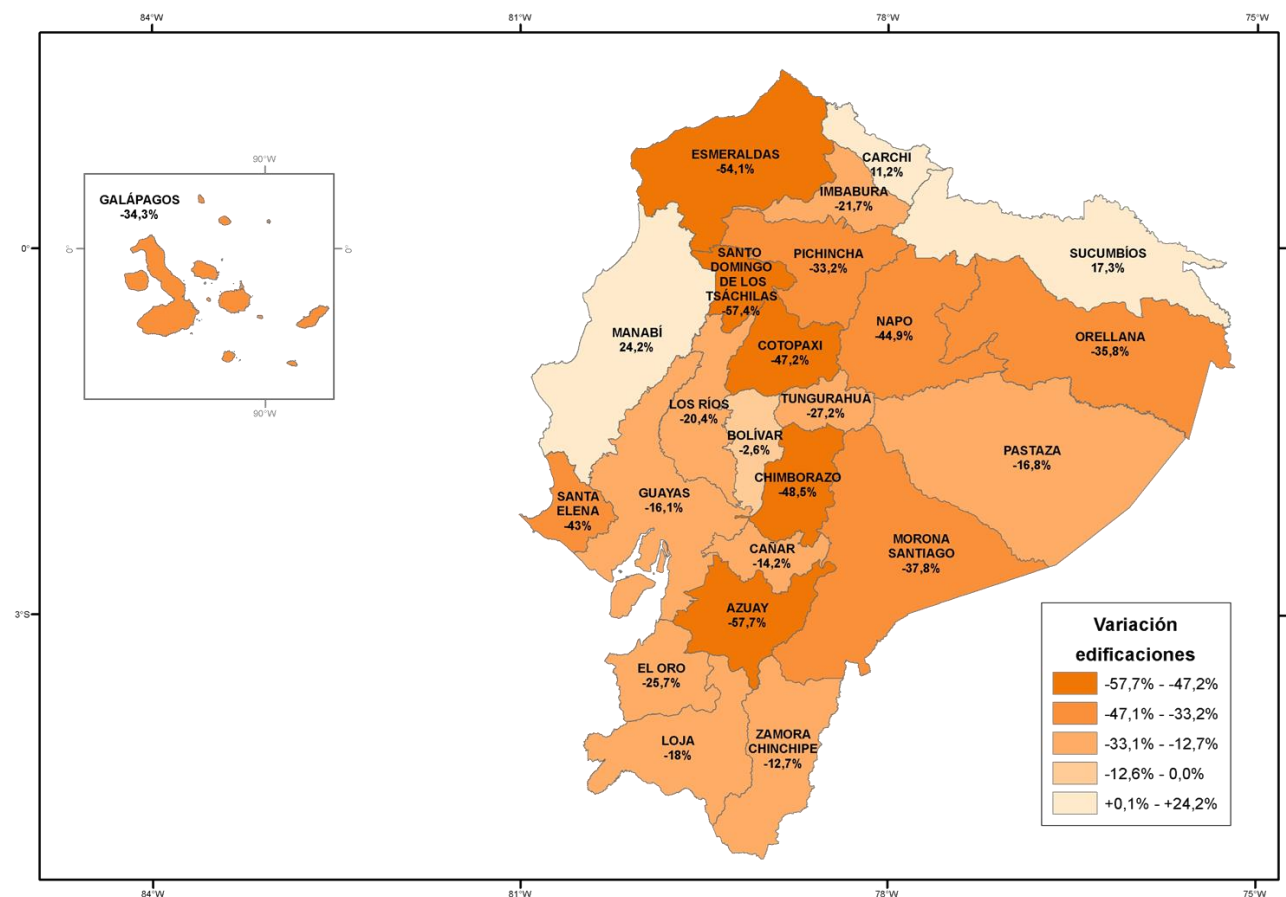 84°W
81°W
78°W
75°W
90°W
GALÁPAGOS
-34,3%
0°
0°
0°
90°W
ESMERALDAS
-54,1%
CARCHI
11,2%
IMBABURA
-21,7%
SUCUMBÍOS
17,3%
PICHINCHA
-33,2%
SANTO
DOMINGO
DE LOS
TSÁCHILAS
-57,4%
MANABÍ
24,2%
NAPO
-44,9%
ORELLANA
-35,8%
COTOPAXI
-47,2%
LOS RÍOS
-20,4%
TUNGURAHUA
-27,2%
BOLÍVAR
-2,6%
PASTAZA
-16,8%
CHIMBORAZO
-48,5%
SANTA
ELENA
-43%
GUAYAS
-16,1%
CAÑAR
-14,2%
MORONA
SANTIAGO
-37,8%
3°S
AZUAY
-57,7%
EL ORO
-25,7%
LOJA
-18%
ZAMORA
CHINCHIPE
-12,7%
Variación
edificaciones
-57,7% - -47,2%
-47,1% - -33,2%
-33,1% - -12,7%
-12,6% - 0,0%
+0,1% - +24,2%
84°W
81°W
78°W
75°W